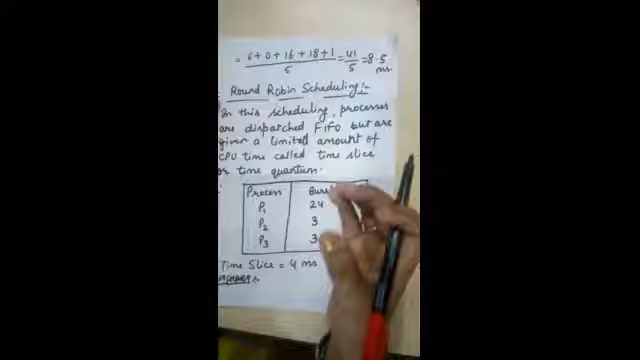 = 6+0+16+18+1 / 5 = 41/5 = 8.5 ms
Round Robin Scheduling:-
In this scheduling, processes
are dispatched FIFO but are
given a limited amount of
CPU time called time slice
or time quantum.
Process Burst
P1 24
P2 3
P3 3
Time Slice = 4 ms